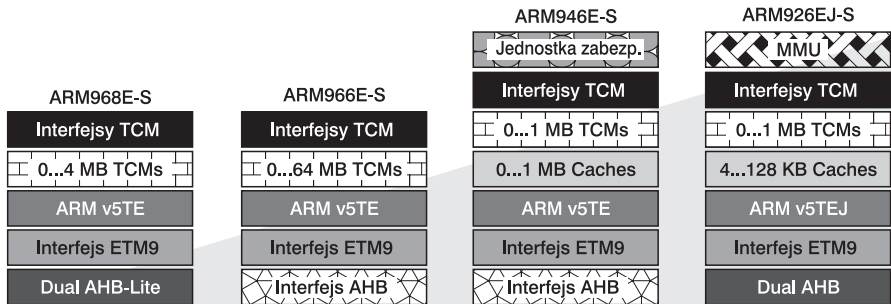 ARM968E-S
Interfejsy TCM
0...4 MB TCMs
ARM v5TE
Interfejs ETM9
Dual AHB-Lite
ARM966E-S
Interfejsy TCM
0...64 MB TCMs
ARM v5TE
Interfejs ETM9
Interfejs AHB
ARM946E-S
Jednostka zabezp.
Interfejsy TCM
0...1 MB TCMs
0...1 MB Caches
ARM v5TE
Interfejs ETM9
Interfejs AHB
ARM926EJ-S
MMU
Interfejsy TCM
0...1 MB TCMs
4...128 KB Caches
ARM v5TEJ
Interfejs ETM9
Dual AHB